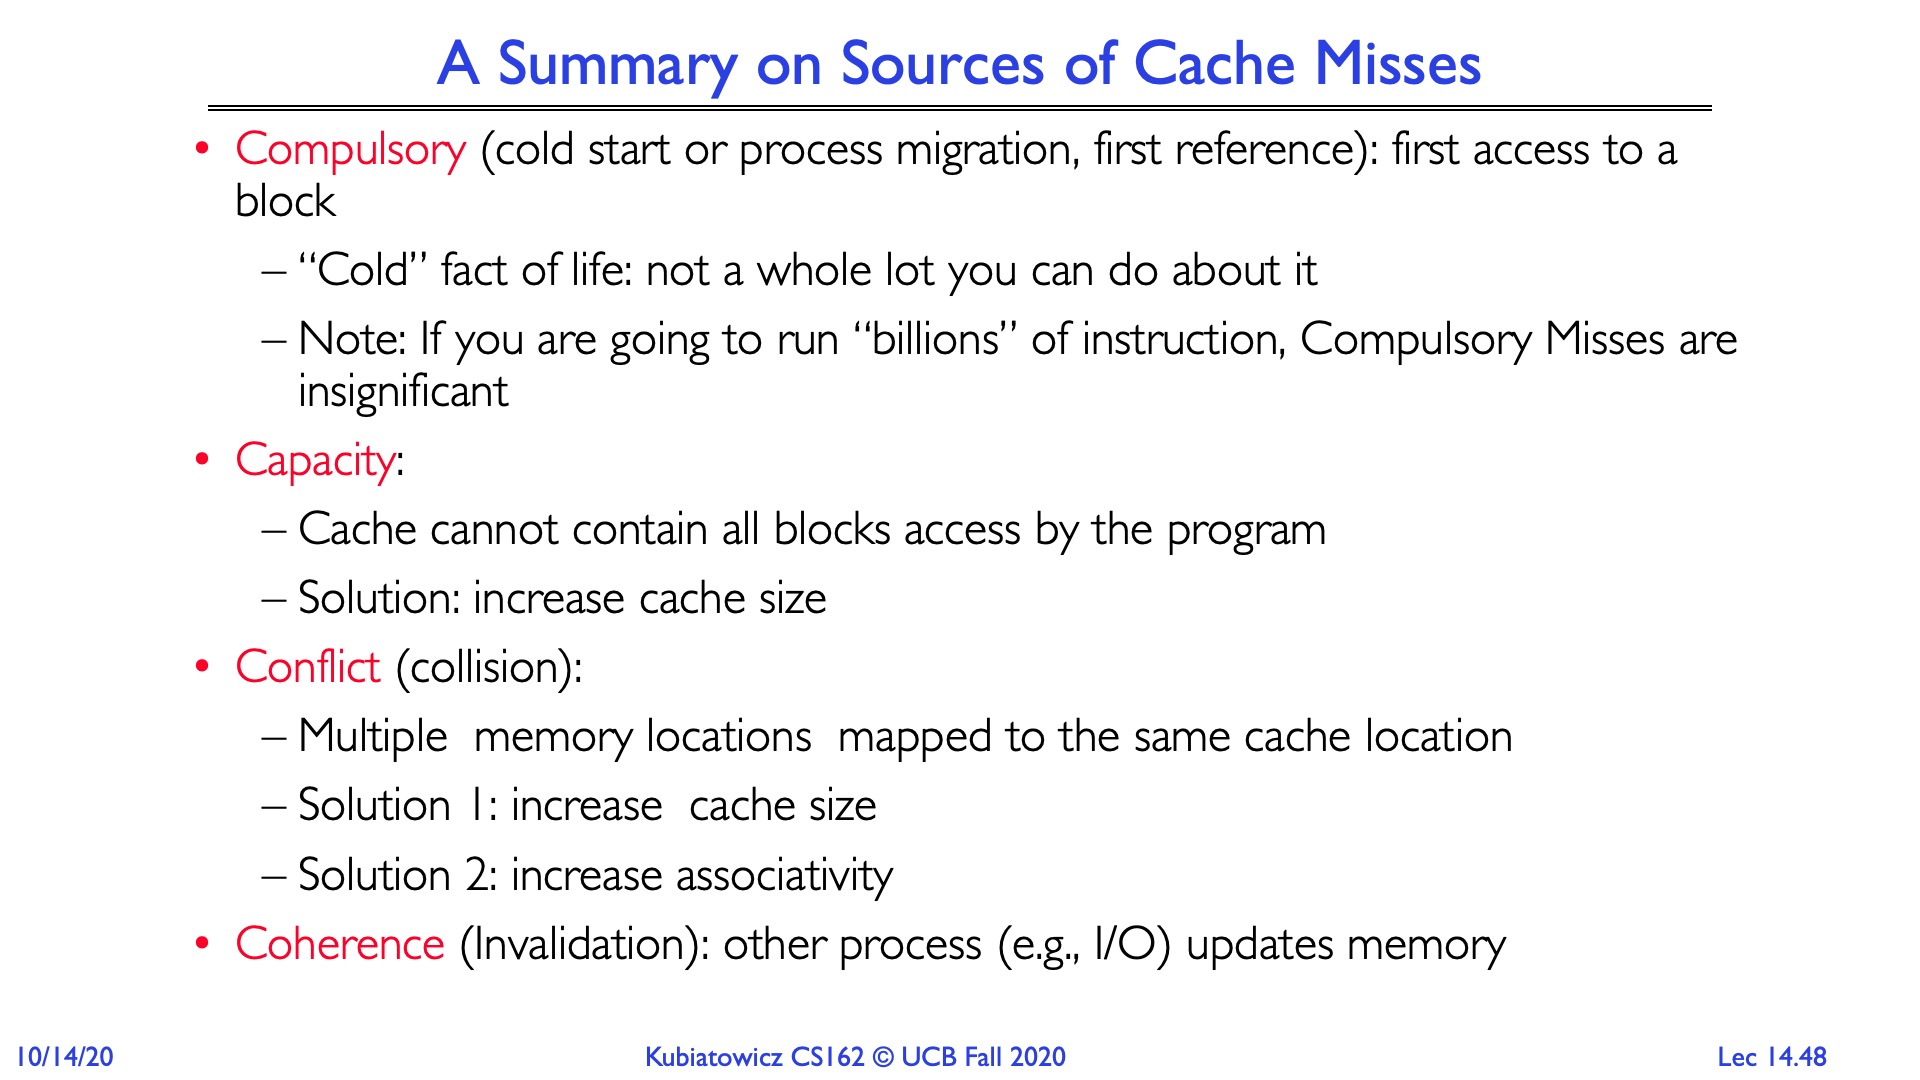 A Summary on Sources of Cache Misses
• Compulsory (cold start or process migration, first reference): first access to a
block
– “Cold” fact of life: not a whole lot you can do about it
– Note: If you are going to run “billions” of instruction, Compulsory Misses are
insignificant
• Capacity:
– Cache cannot contain all blocks access by the program
– Solution: increase cache size
• Conflict (collision):
– Multiple  memory locations  mapped to the same cache location
– Solution 1: increase  cache size
– Solution 2: increase associativity
• Coherence (Invalidation): other process (e.g., I/O) updates memory
10/14/20
Kubiatowicz CS162 © UCB Fall 2020
Lec 14.48